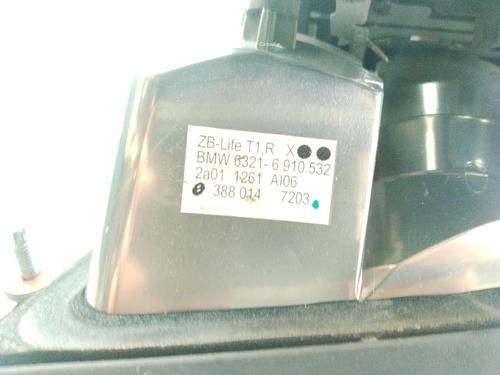 ZB-Life T1,R X
BMW 6321- 6.910.532
2a01 1261 AI06
388 014 7203